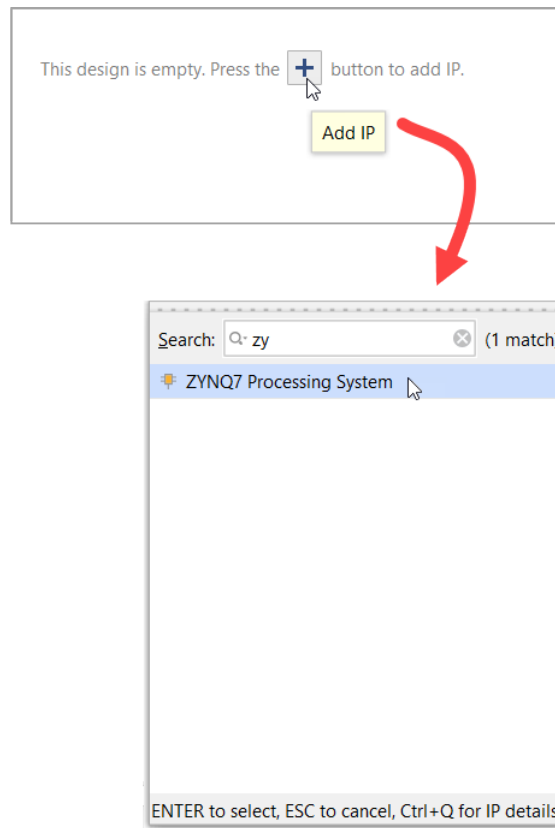 This design is empty. Press the + button to add IP.
Add IP
Search: zy (1 match)
ZYNQ7 Processing System
ENTER to select, ESC to cancel, Ctrl+Q for IP details